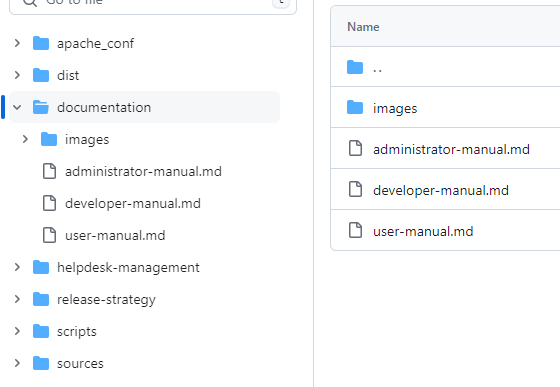 Go to file
t
apache_conf
dist
documentation
images
administrator-manual.md
developer-manual.md
user-manual.md
helpdesk-management
release-strategy
scripts
sources
Name
..
images
administrator-manual.md
developer-manual.md
user-manual.md